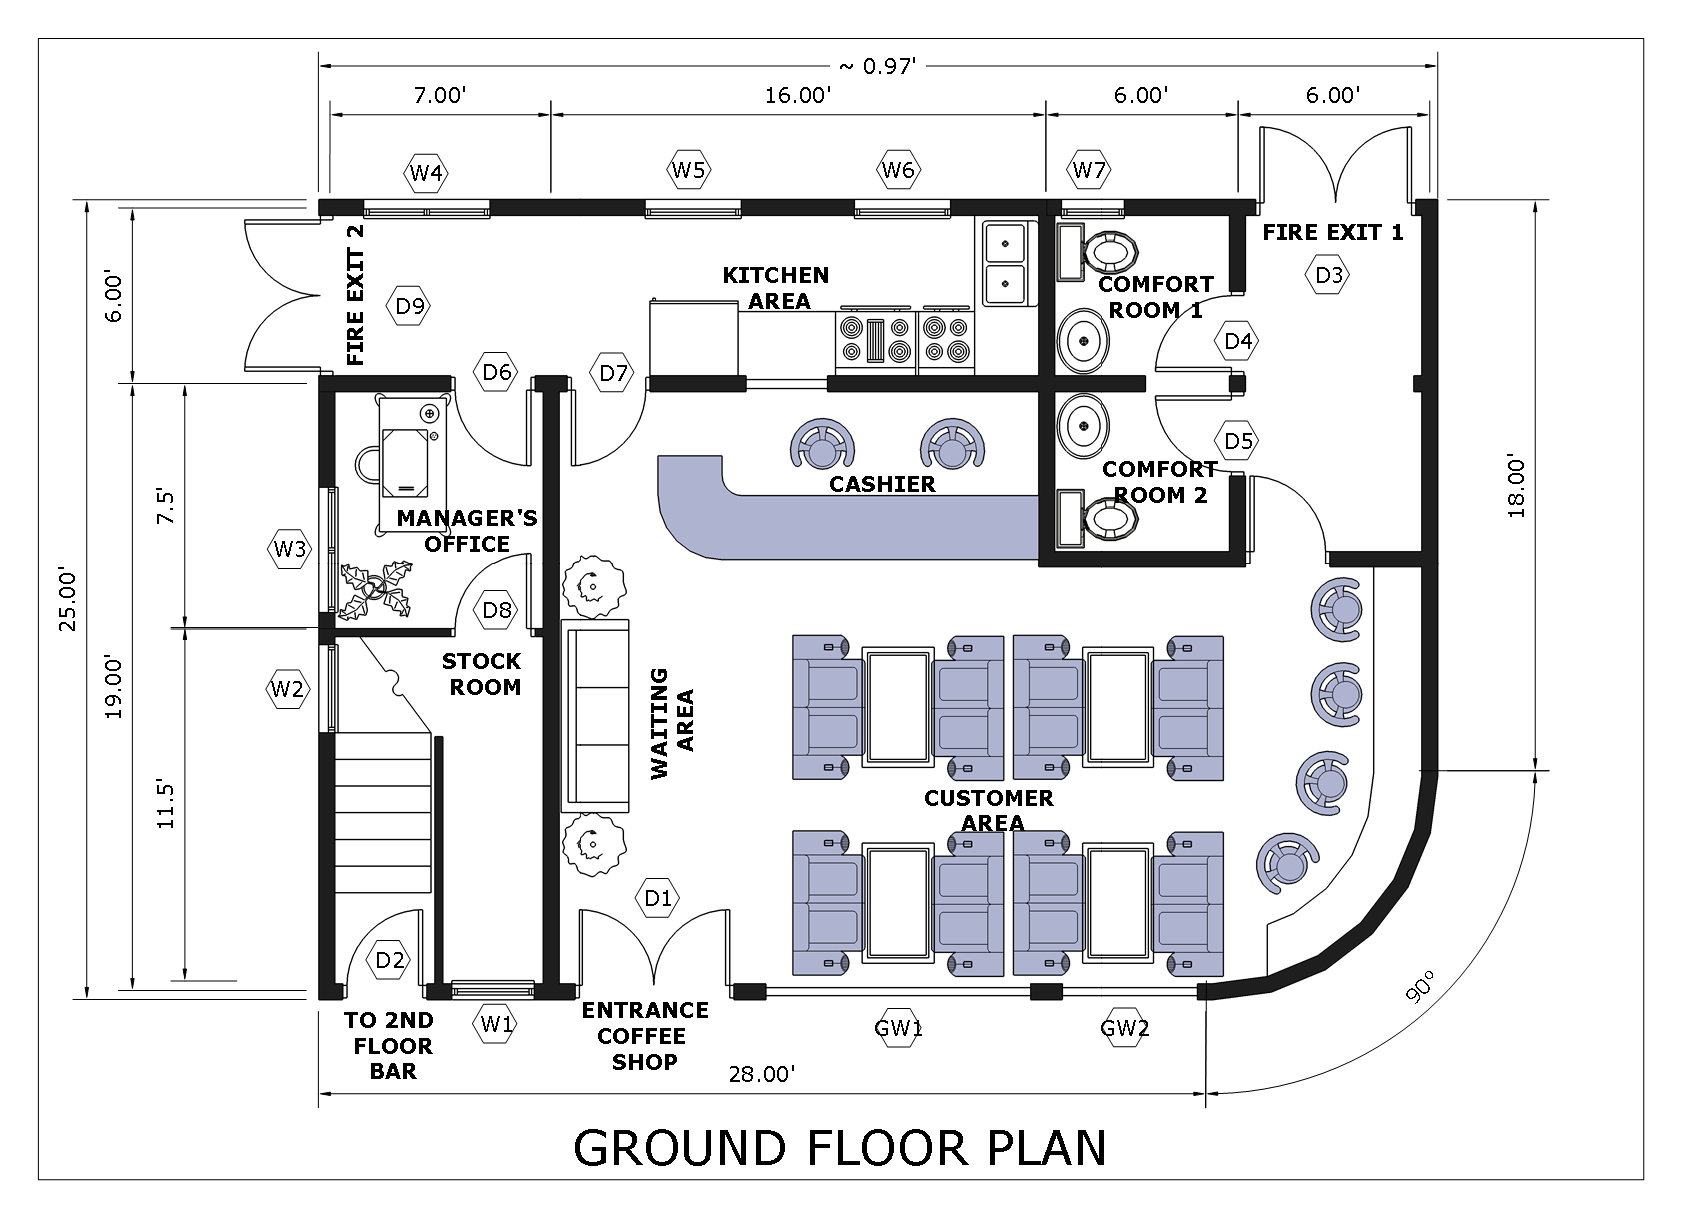 ~ 0.97'
7.00'
16.00'
6.00'
6.00'
W4
W5
W6
W7
FIRE EXIT 1
D3
FIRE EXIT 2
D9
KITCHEN
AREA
COMFORT
ROOM 1
D4
6.00'
D6
D7
D5
CASHIER
COMFORT
ROOM 2
MANAGER'S
OFFICE
7.5'
18.00'
W3
25.00'
D8
STOCK
ROOM
W2
19.00'
WAITING
AREA
CUSTOMER
AREA
11.5'
D1
D2
90°
TO 2ND
FLOOR
BAR
W1
ENTRANCE
COFFEE
SHOP
GW1
GW2
28.00'
GROUND FLOOR PLAN